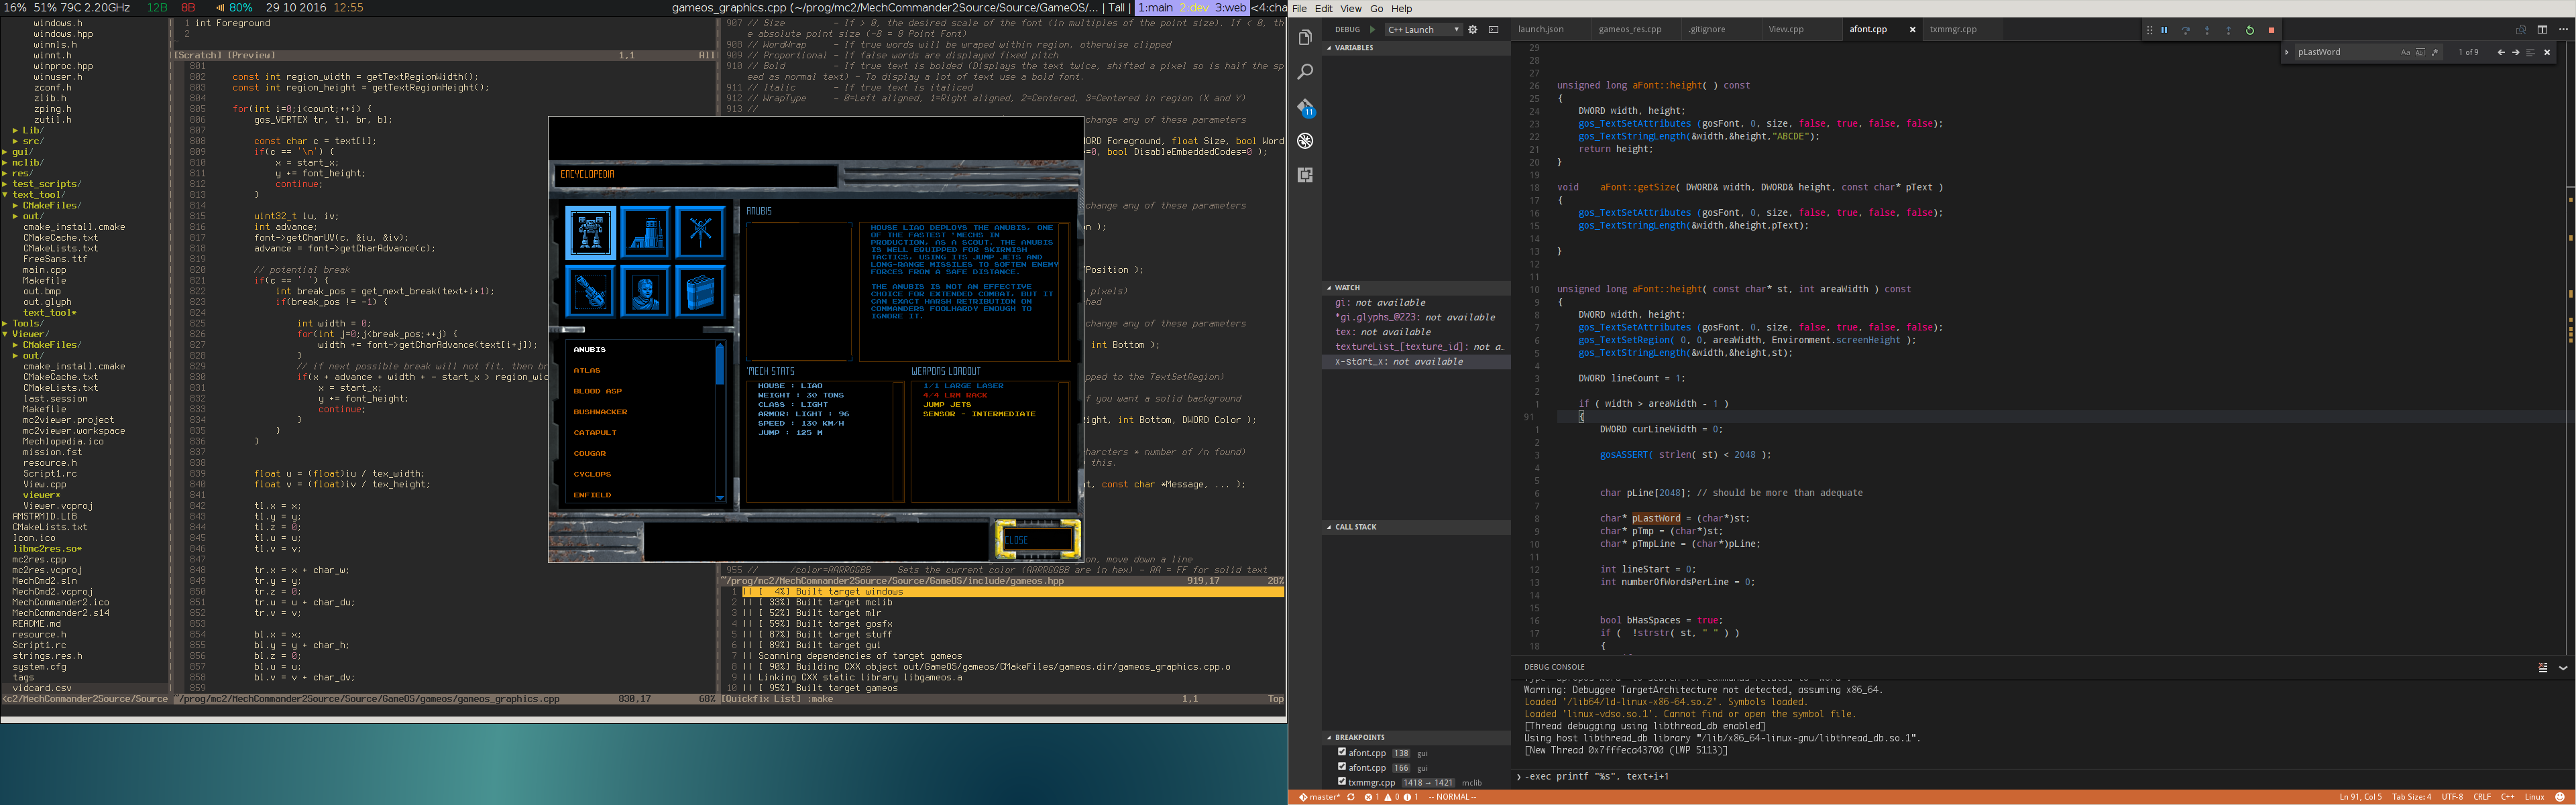 16% 51% 79C 2.20GHz 12B 8B 80% 29 10 2016 12:55
gameos_graphics.cpp (~/prog/mc2/MechCommander2Source/Source/GameOS/... | Tall | 1:main 2:dev 3:web <4:cha
windows.h
windows.hpp
winnls.h
winnt.h
winproc.hpp
winuser.h
zconf.h
zlib.h
zping.h
zutil.h
Lib/
src/
gui/
mclib/
res/
test_scripts/
text_tool/
CMakeFiles/
out/
cmake_install.cmake
CMakeCache.txt
CMakeLists.txt
FreeSans.ttf
main.cpp
Makefile
out.bmp
out.glyph
text_tool*
Tools/
Viewer/
CMakeFiles/
out/
cmake_install.cmake
CMakeCache.txt
CMakeLists.txt
last.session
Makefile
mc2viewer.project
mc2viewer.workspace
Mechlopedia.ico
mission.fst
resource.h
Script1.rc
View.cpp
viewer*
Viewer.vcproj
AMSTRMID.LIB
CMakeLists.txt
Icon.ico
libmc2res.so*
mc2res.cpp
mc2res.vcproj
MechCmd2.sln
MechCmd2.vcproj
MechCommander2.ico
MechCommander2.si4
README.md
resource.h
Script1.rc
strings.res.h
system.cfg
tags
vidcard.csv
<c2/MechCommander2Source/Source
1 int Foreground
2
[Scratch] [Preview] 1,1 All
801
802 const int region_width = getTextRegionWidth();
803 const int region_height = getTextRegionHeight();
804
805 for(int i=0;i<count;++i) {
806 gos_VERTEX tr, tl, br, bl;
807
808 const char c = text[i];
809 if(c == '\n') {
810 x = start_x;
811 y += font_height;
812 continue;
813 }
814
815 uint32_t iu, iv;
816 int advance;
817 font->getCharUV(c, &iu, &iv);
818 advance = font->getCharAdvance(c);
819
820 // potential break
821 if(c == ' ') {
822 int break_pos = get_next_break(text+i+1);
823 if(break_pos != -1) {
824
825 int width = 0;
826 for(int j=0;j<break_pos;++j) {
827 width += font->getCharAdvance(text[i+j]);
828 }
829 // if next possible break will not fit, then br
830 if(x + advance + width + - start_x > region_wid
831 x = start_x;
832 y += font_height;
833 continue;
834 }
835 }
836 }
837
838
839 float u = (float)iu / tex_width;
840 float v = (float)iv / tex_height;
841
842 tl.x = x;
843 tl.y = y;
844 tl.z = 0;
845 tl.u = u;
846 tl.v = v;
847
848 tr.x = x + char_w;
849 tr.y = y;
850 tr.z = 0;
851 tr.u = u + char_du;
852 tr.v = v;
853
854 bl.x = x;
855 bl.y = y + char_h;
856 bl.z = 0;
857 bl.u = u;
858 bl.v = v + char_dv;
859
~/prog/mc2/MechCommander2Source/Source/GameOS/gameos/gameos_graphics.cpp 830,17 60%
907 // Size - If > 0, the desired scale of the font (in multiples of the point size). If < 0, th
e absolute point size (-8 = 8 Point Font)
908 // WordWrap - If true words will be wraped within region, otherwise clipped
909 // Proportional - If false words are displayed fixed pitch
910 // Bold - If true text is bolded (Displays the text twice, shifted a pixel so is half the sp
eed as normal text) - To display a lot of text use a bold font.
911 // Italic - If true text is italiced
912 // WrapType - 0=Left aligned, 1=Right aligned, 2=Centered, 3=Centered in region (X and Y)
913 //
change any of these parameters
ORD Foreground, float Size, bool Word
=0, bool DisableEmbeddedCodes=0 );
change any of these parameters
on );
change any of these parameters
Position );
pixels)
hed
change any of these parameters
int Bottom );
pped to the TextSetRegion)
f you want a solid background
ight, int Bottom, DWORD Color );
harcters * number of /n found)
this.
t, const char *Message, ... );
on, move down a line
955 // /color=AARRGGBB Sets the current color (AARRGGBB are in hex) - AA = FF for solid text
~/prog/mc2/MechCommander2Source/Source/GameOS/include/gameos.hpp 919,17 28%
1 || [ 4%] Built target windows
2 || [ 33%] Built target mclib
3 || [ 52%] Built target mlr
4 || [ 59%] Built target gosfx
5 || [ 87%] Built target stuff
6 || [ 89%] Built target gui
7 || Scanning dependencies of target gameos
8 || [ 90%] Building CXX object out/GameOS/gameos/CMakeFiles/gameos.dir/gameos_graphics.cpp.o
9 || Linking CXX static library libgameos.a
10 || [ 95%] Built target gameos
[Quickfix List] :make 1,1 Top
ENCYCLOPEDIA
ANUBIS
HOUSE LIAO DEPLOYS THE ANUBIS, ONE
OF THE FASTEST 'MECHS IN
PRODUCTION, AS A SCOUT. THE ANUBIS
IS WELL EQUIPPED FOR SKIRMISH
TACTICS, USING ITS JUMP JETS AND
LONG-RANGE MISSILES TO SOFTEN ENEMY
FORCES FROM A SAFE DISTANCE.
THE ANUBIS IS NOT AN EFFECTIVE
CHOICE FOR EXTENDED COMBAT, BUT IT
CAN EXACT HARSH RETRIBUTION ON
COMMANDERS FOOLHARDY ENOUGH TO
IGNORE IT.
ANUBIS
ATLAS
BLOOD ASP
BUSHWACKER
CATAPULT
COUGAR
CYCLOPS
ENFIELD
'MECH STATS
HOUSE : LIAO
WEIGHT : 30 TONS
CLASS : LIGHT
ARMOR: LIGHT : 96
SPEED : 130 KM/H
JUMP : 125 M
WEAPONS LOADOUT
1/1 LARGE LASER
4/4 LRM RACK
JUMP JETS
SENSOR - INTERMEDIATE
CLOSE
File Edit View Go Help
DEBUG C++ Launch
VARIABLES
WATCH
gi: not available
*gi.glyphs_@223: not available
tex: not available
textureList_[texture_id]: not a...
x-start_x: not available
CALL STACK
BREAKPOINTS
afont.cpp 138 gui
afont.cpp 166 gui
txmmgr.cpp 1418 – 1421 mclib
11
launch.json gameos_res.cpp .gitignore View.cpp afont.cpp txmmgr.cpp
pLastWord 1 of 9
29
28
27
26 unsigned long aFont::height( ) const
25 {
24 DWORD width, height;
23 gos_TextSetAttributes (gosFont, 0, size, false, true, false, false);
22 gos_TextStringLength(&width,&height,"ABCDE");
21 return height;
20 }
19
18 void aFont::getSize( DWORD& width, DWORD& height, const char* pText )
17 {
16 gos_TextSetAttributes (gosFont, 0, size, false, true, false, false);
15 gos_TextStringLength(&width,&height,pText);
14
13 }
12
11
10 unsigned long aFont::height( const char* st, int areaWidth ) const
9 {
8 DWORD width, height;
7 gos_TextSetAttributes (gosFont, 0, size, false, true, false, false);
6 gos_TextSetRegion( 0, 0, areaWidth, Environment.screenHeight );
5 gos_TextStringLength(&width,&height,st);
4
3 DWORD lineCount = 1;
2
1 if ( width > areaWidth - 1 )
91 {
1 DWORD curLineWidth = 0;
2
3 gosASSERT( strlen( st) < 2048 );
4
5
6 char pLine[2048]; // should be more than adequate
7
8 char* pLastWord = (char*)st;
9 char* pTmp = (char*)st;
10 char* pTmpLine = (char*)pLine;
11
12 int lineStart = 0;
13 int numberOfWordsPerLine = 0;
14
15
16 bool bHasSpaces = true;
17 if ( !strstr( st, " " ) )
18 {
DEBUG CONSOLE
Type "apropos word" to search for commands related to "word".
Warning: Debuggee TargetArchitecture not detected, assuming x86_64.
Loaded '/lib64/ld-linux-x86-64.so.2'. Symbols loaded.
Loaded 'linux-vdso.so.1'. Cannot find or open the symbol file.
[Thread debugging using libthread_db enabled]
Using host libthread_db library "/lib/x86_64-linux-gnu/libthread_db.so.1".
[New Thread 0x7fffeca43700 (LWP 5113)]
-exec printf "%s", text+i+1
master* 1 0 1 -- NORMAL -- Ln 91, Col 5 Tab Size: 4 UTF-8 CRLF C++ Linux